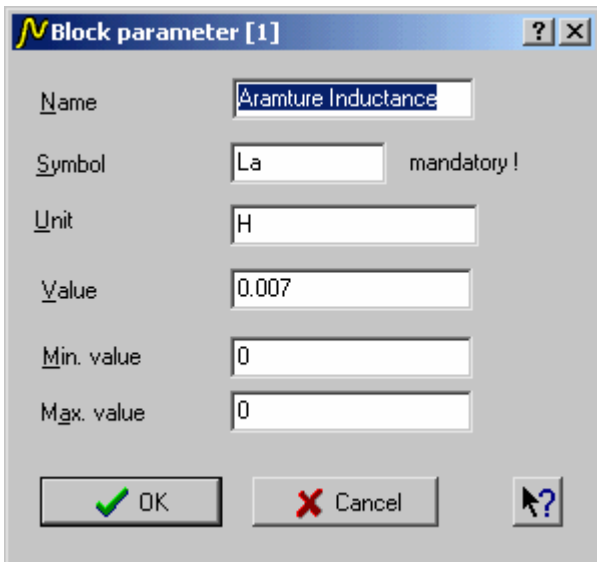 Block parameter [1]
Name Aramture Inductance
Symbol La mandatory !
Unit H
Value 0.007
Min. value 0
Max. value 0
OK Cancel